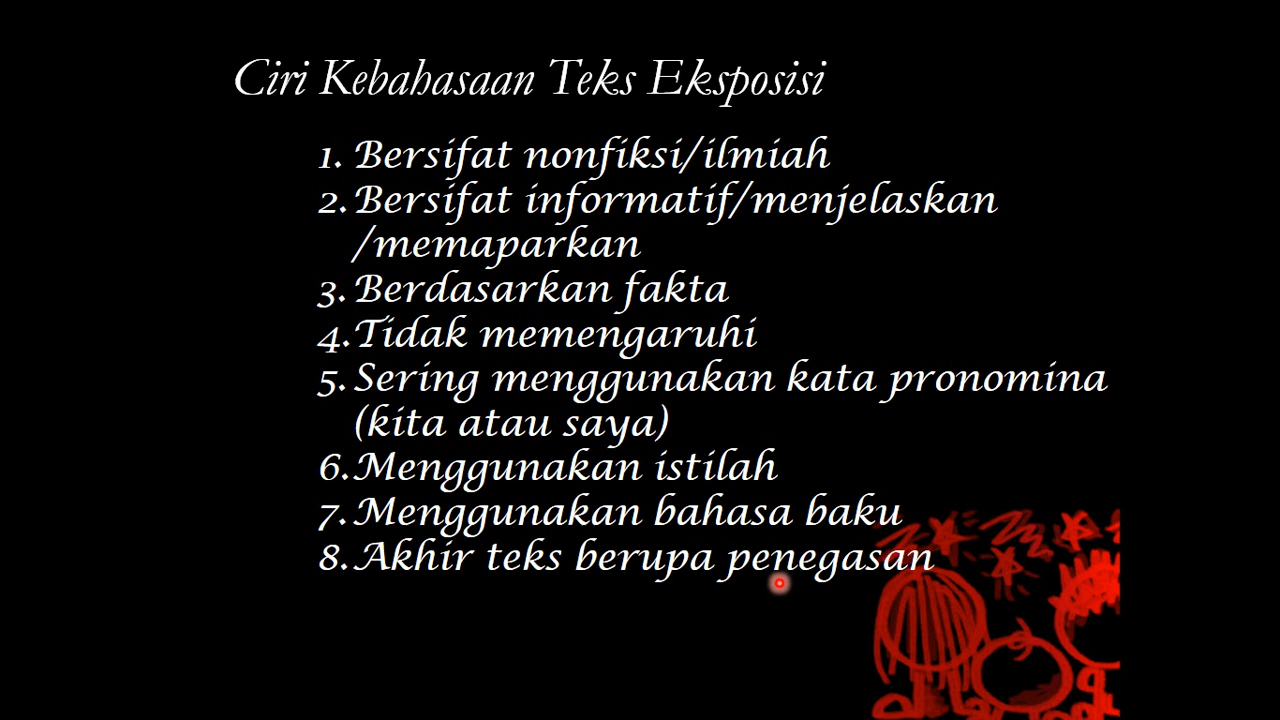 Ciri Kebahasaan Teks Eksposisi
1. Bersifat nonfiksi/ilmiah
2. Bersifat informatif/menjelaskan
/memaparkan
3. Berdasarkan fakta
4. Tidak memengaruhi
5. Sering menggunakan kata pronomina
(kita atau saya)
6. Menggunakan istilah
7. Menggunakan bahasa baku
8. Akhir teks berupa penegasan